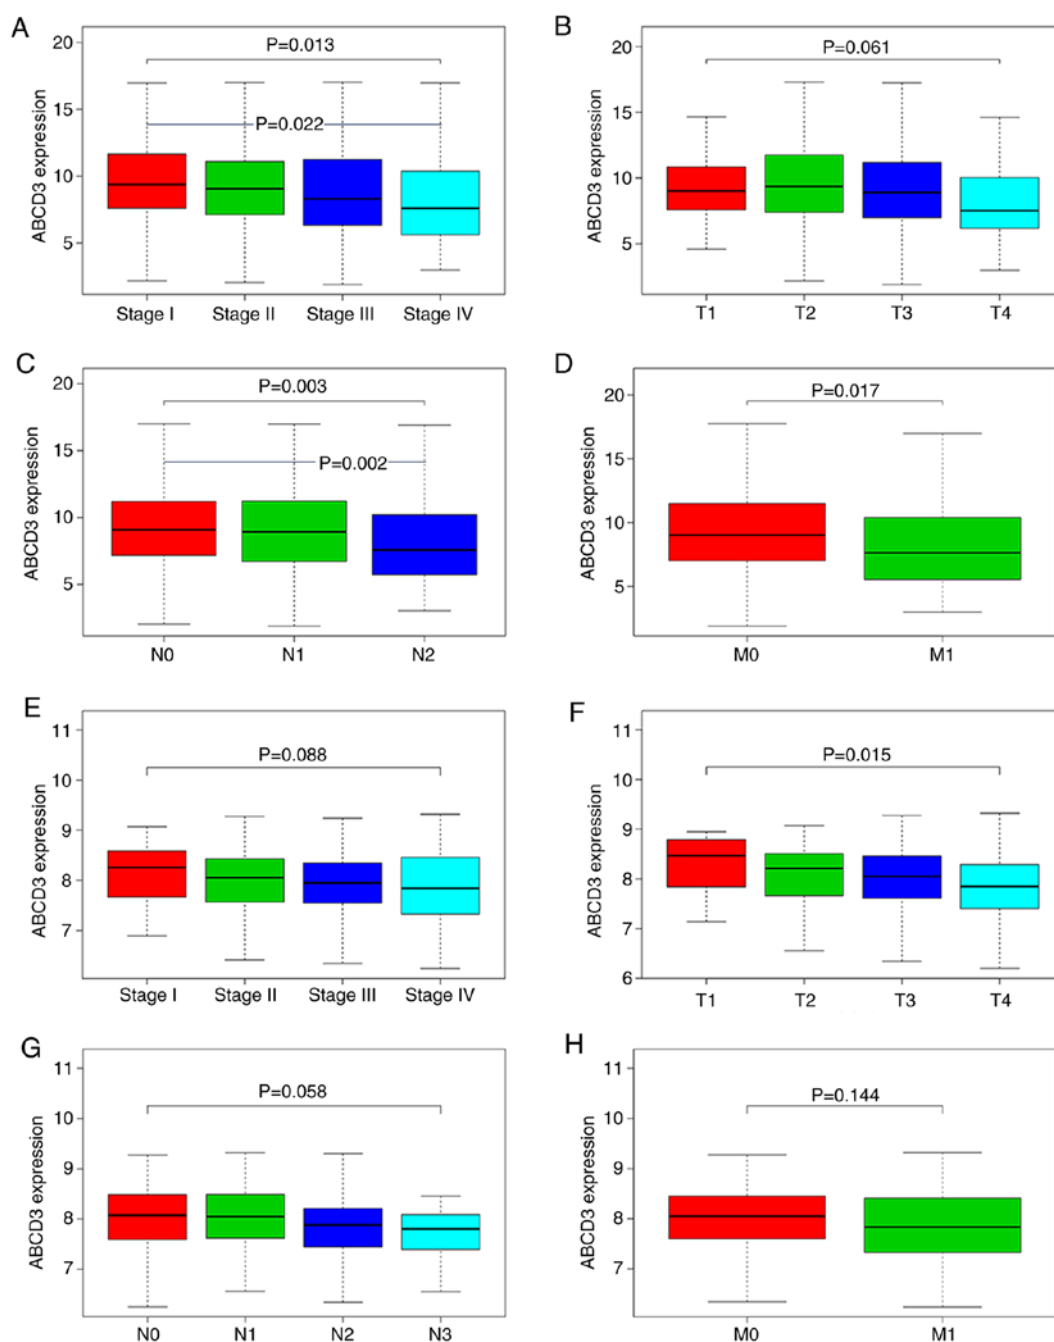 A
ABCD3 expression
20
15
10
5
P=0.013
P=0.022
Stage I Stage II Stage III Stage IV
B
ABCD3 expression
20
15
10
5
P=0.061
T1 T2 T3 T4
C
ABCD3 expression
20
15
10
5
P=0.003
P=0.002
N0 N1 N2
D
ABCD3 expression
20
15
10
5
P=0.017
M0 M1
E
ABCD3 expression
11
10
9
8
7
P=0.088
Stage I Stage II Stage III Stage IV
F
ABCD3 expression
11
10
9
8
7
6
P=0.015
T1 T2 T3 T4
G
ABCD3 expression
11
10
9
8
7
P=0.058
N0 N1 N2 N3
H
ABCD3 expression
11
10
9
8
7
P=0.144
M0 M1